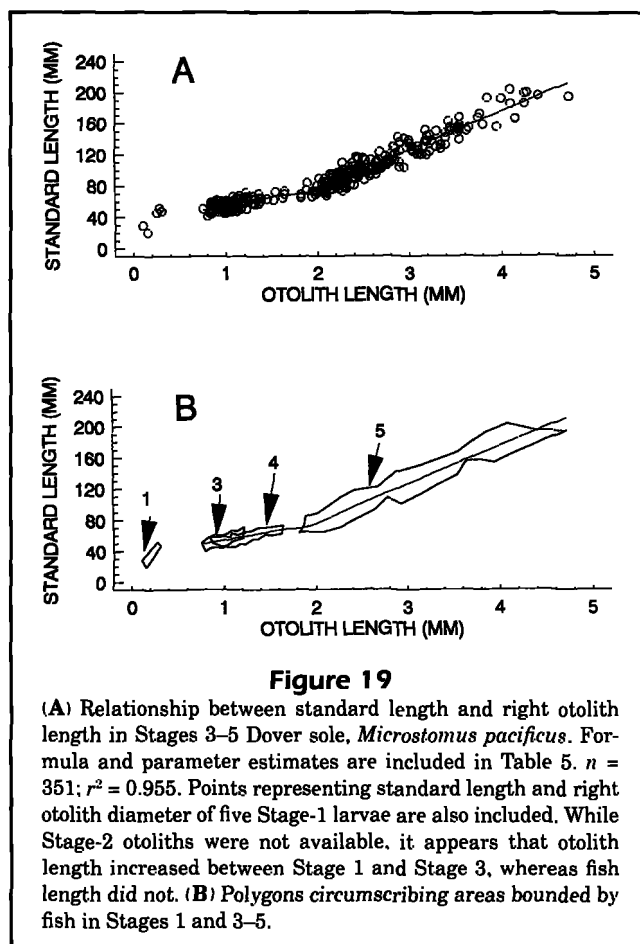 A
STANDARD LENGTH (MM)
240
200
160
120
80
40
0
0 1 2 3 4 5
OTOLITH LENGTH (MM)
B
STANDARD LENGTH (MM)
240
200
160
120
80
40
0
1
3
4
5
0 1 2 3 4 5
OTOLITH LENGTH (MM)
Figure 19
(A) Relationship between standard length and right otolith
length in Stages 3–5 Dover sole, Microstomus pacificus. For-
mula and parameter estimates are included in Table 5. n =
351; r² = 0.955. Points representing standard length and right
otolith diameter of five Stage-1 larvae are also included. While
Stage-2 otoliths were not available, it appears that otolith
length increased between Stage 1 and Stage 3, whereas fish
length did not. (B) Polygons circumscribing areas bounded by
fish in Stages 1 and 3–5.